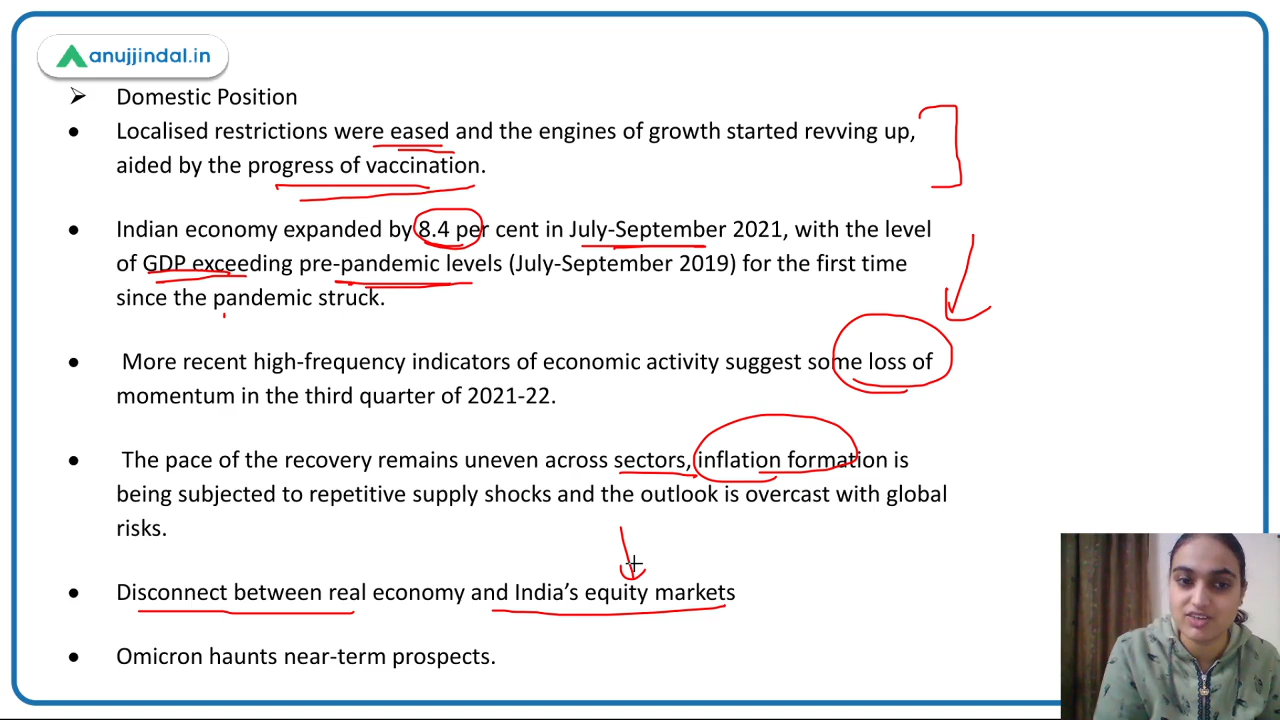 anujjindal.in
➤ Domestic Position
● Localised restrictions were eased and the engines of growth started revving up,
aided by the progress of vaccination.
● Indian economy expanded by 8.4 per cent in July-September 2021, with the level
of GDP exceeding pre-pandemic levels (July-September 2019) for the first time
since the pandemic struck.
● More recent high-frequency indicators of economic activity suggest some loss of
momentum in the third quarter of 2021-22.
● The pace of the recovery remains uneven across sectors, inflation formation is
being subjected to repetitive supply shocks and the outlook is overcast with global
risks.
● Disconnect between real economy and India's equity markets
● Omicron haunts near-term prospects.